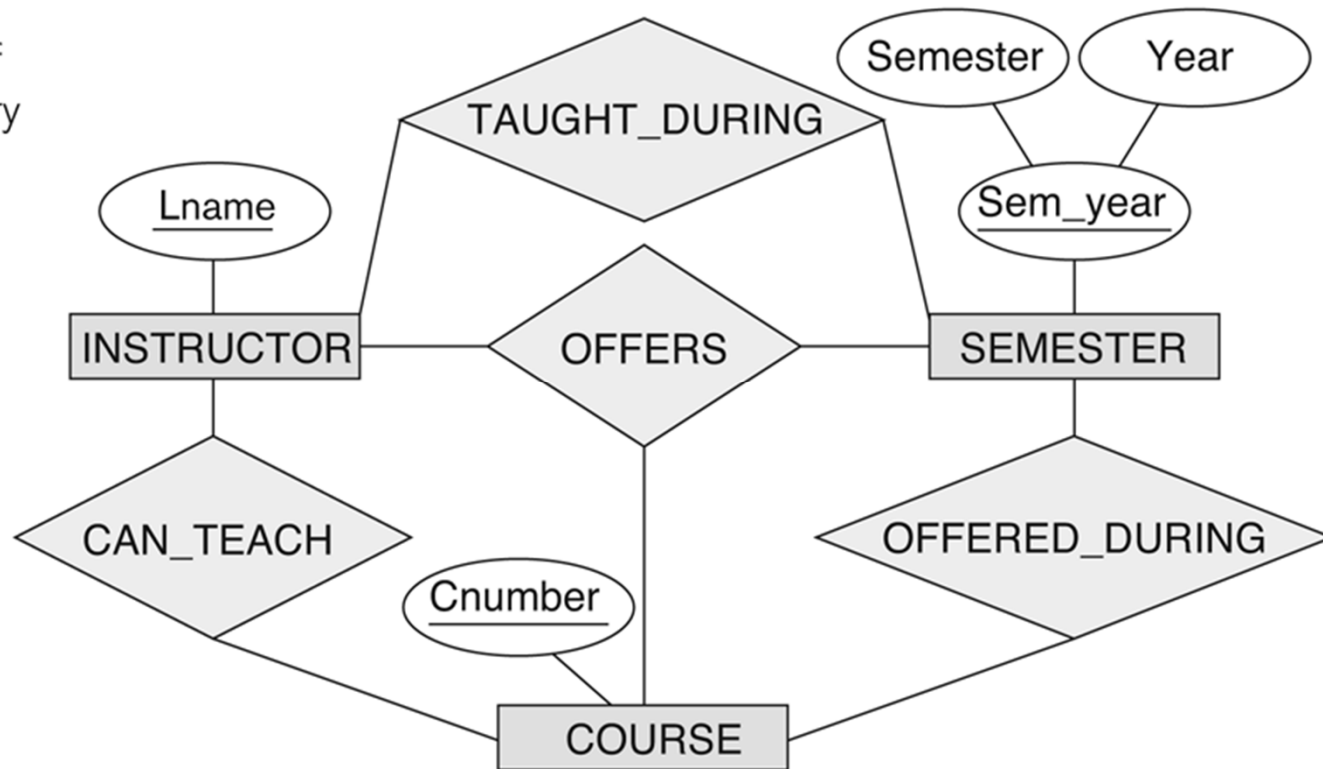 TAUGHT_DURING
Semester
Year
Lname
Sem_year
INSTRUCTOR
OFFERS
SEMESTER
CAN_TEACH
OFFERED_DURING
Cnumber
COURSE